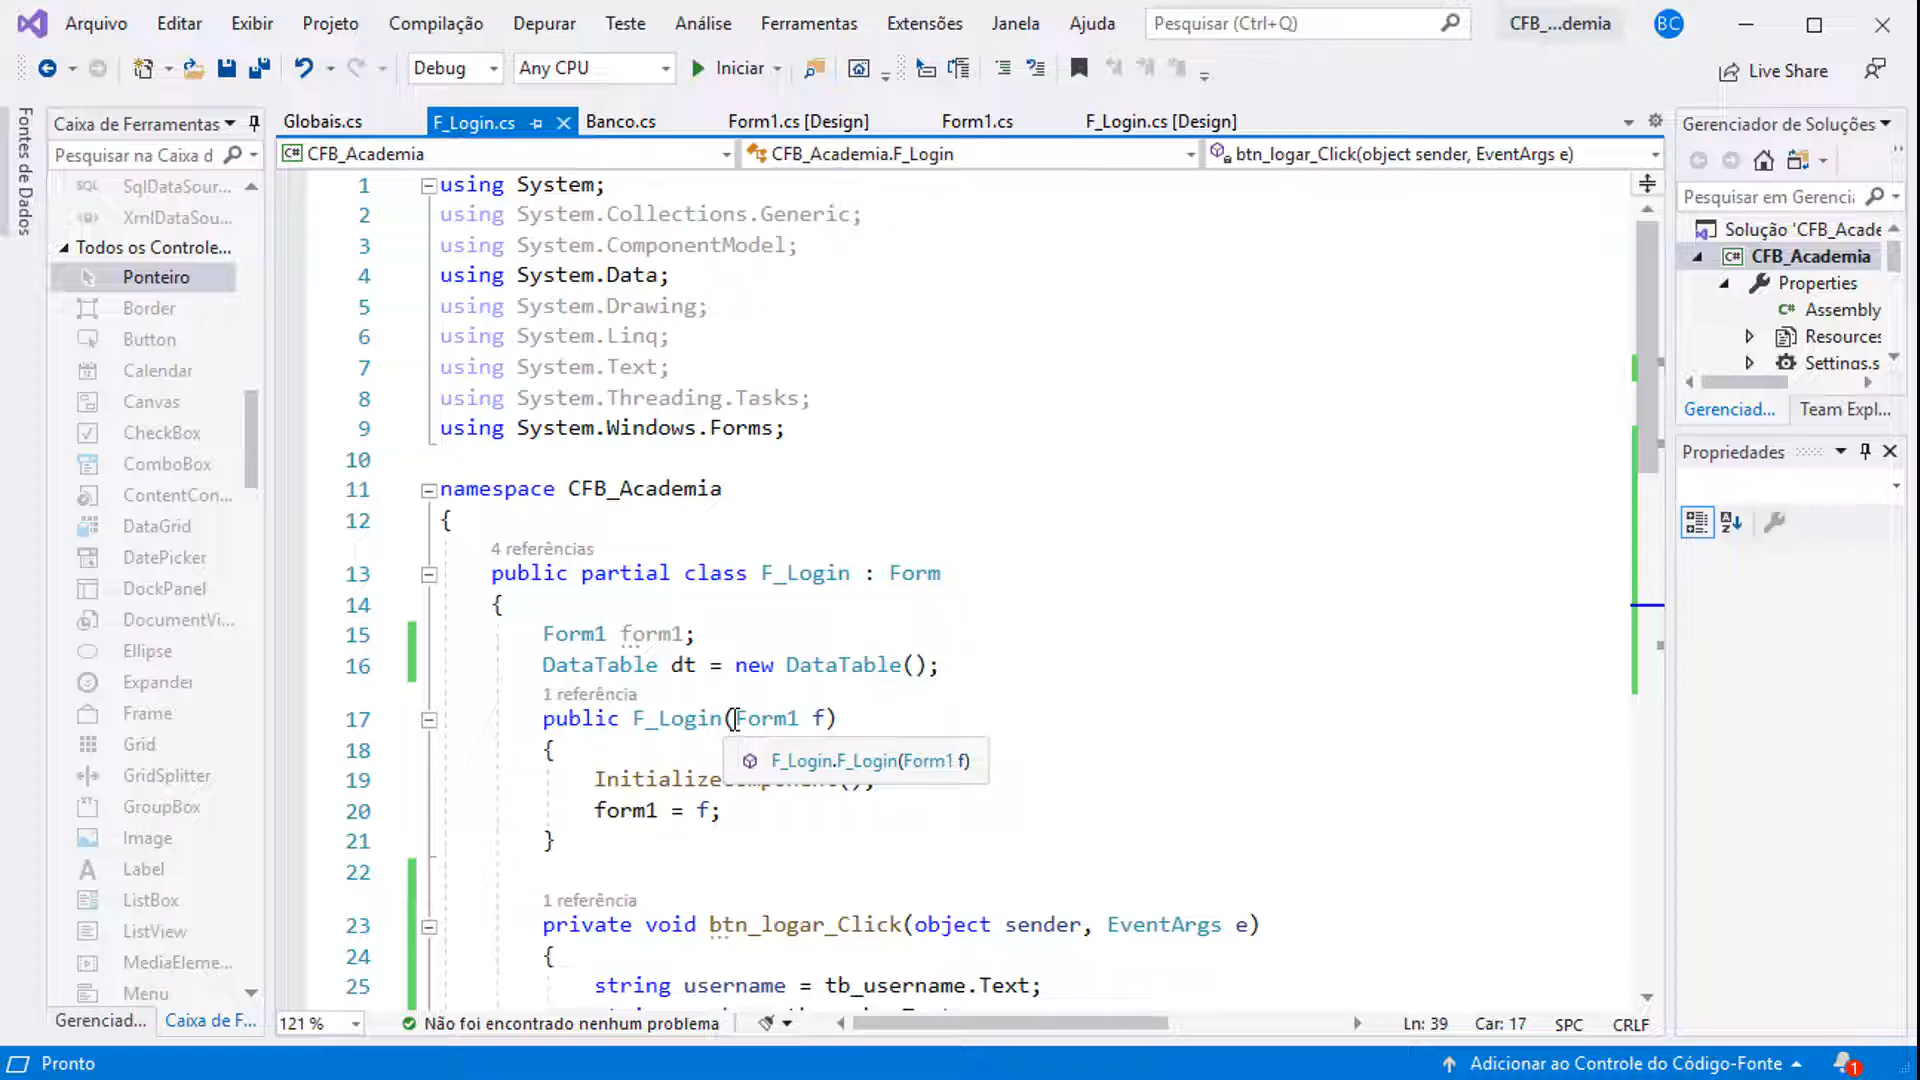 Arquivo Editar Exibir Projeto Compilação Depurar Teste Análise Ferramentas Extensões Janela Ajuda Pesquisar (Ctrl+Q) CFB_...demia BC
Debug Any CPU Iniciar Live Share
Fontes de Dados
Caixa de Ferramentas
Pesquisar na Caixa d
SQL SqlDataSour...
XmlDataSou...
Todos os Controle...
Ponteiro
Border
Button
Calendar
Canvas
CheckBox
ComboBox
ContentCon...
DataGrid
DatePicker
DockPanel
DocumentVi...
Ellipse
Expander
Frame
Grid
GridSplitter
GroupBox
Image
Label
ListBox
ListView
MediaEleme...
Menu
Gerenciad... Caixa de F...
Globais.cs F_Login.cs Banco.cs Form1.cs [Design] Form1.cs F_Login.cs [Design]
C# CFB_Academia CFB_Academia.F_Login btn_logar_Click(object sender, EventArgs e)
1 using System;
2 using System.Collections.Generic;
3 using System.ComponentModel;
4 using System.Data;
5 using System.Drawing;
6 using System.Linq;
7 using System.Text;
8 using System.Threading.Tasks;
9 using System.Windows.Forms;
10
11 namespace CFB_Academia
12 {
4 referências
13 public partial class F_Login : Form
14 {
15 Form1 form1;
16 DataTable dt = new DataTable();
1 referência
17 public F_Login(Form1 f)
18 {
F_Login.F_Login(Form1 f)
19 Initialize
20 form1 = f;
21 }
22
1 referência
23 private void btn_logar_Click(object sender, EventArgs e)
24 {
25 string username = tb_username.Text;
121 % Não foi encontrado nenhum problema Ln: 39 Car: 17 SPC CRLF
Gerenciador de Soluções
Pesquisar em Gerenci
Solução 'CFB_Acade
C# CFB_Academia
Properties
C# Assembly
Resources
Settings.s
Gerenciad... Team Expl...
Propriedades
Pronto Adicionar ao Controle do Código-Fonte 1